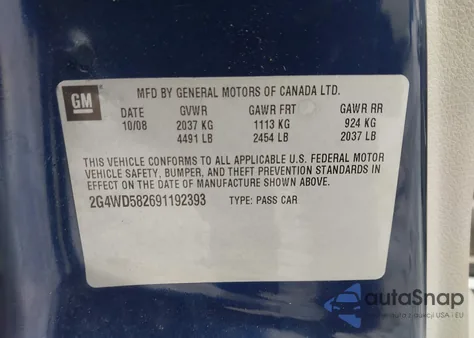 GM
MFD BY GENERAL MOTORS OF CANADA LTD.
DATE GVWR GAWR FRT GAWR RR
10/08 2037 KG 1113 KG 924 KG
4491 LB 2454 LB 2037 LB
THIS VEHICLE CONFORMS TO ALL APPLICABLE U.S. FEDERAL MOTOR
VEHICLE SAFETY, BUMPER, AND THEFT PREVENTION STANDARDS IN
EFFECT ON THE DATE OF MANUFACTURE SHOWN ABOVE.
2G4WD582691192393 TYPE: PASS CAR
autoSnap